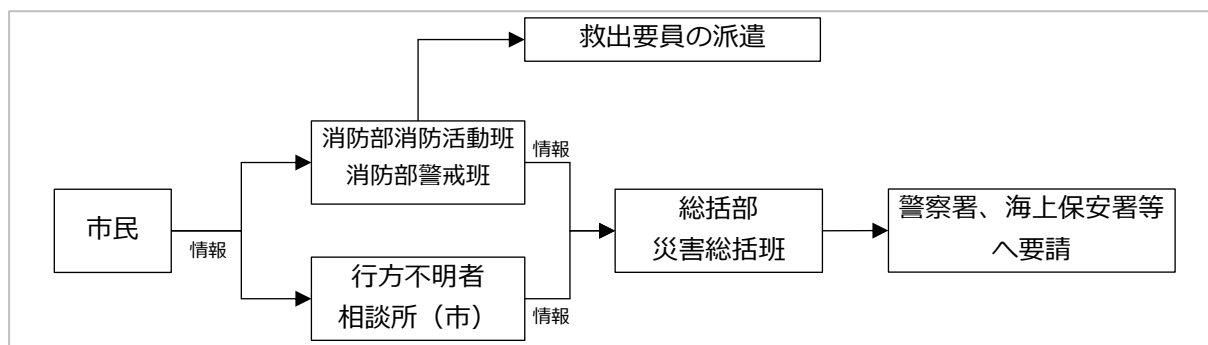 救出要員の派遣
消防部消防活動班
消防部警戒班
情報
市民
情報
総括部
災害総括班
警察署、海上保安署等
へ要請
行方不明者
相談所（市）
情報